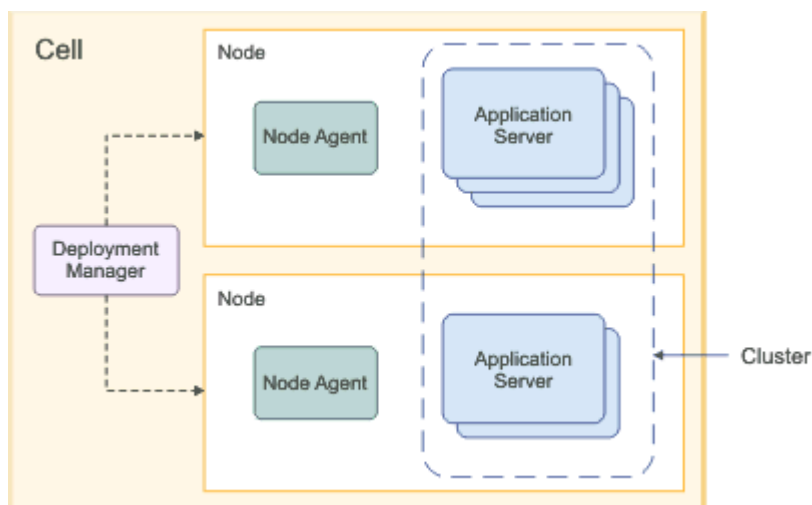 Cell
Node
Node Agent
Application
Server
Deployment
Manager
Node
Node Agent
Application
Server
Cluster